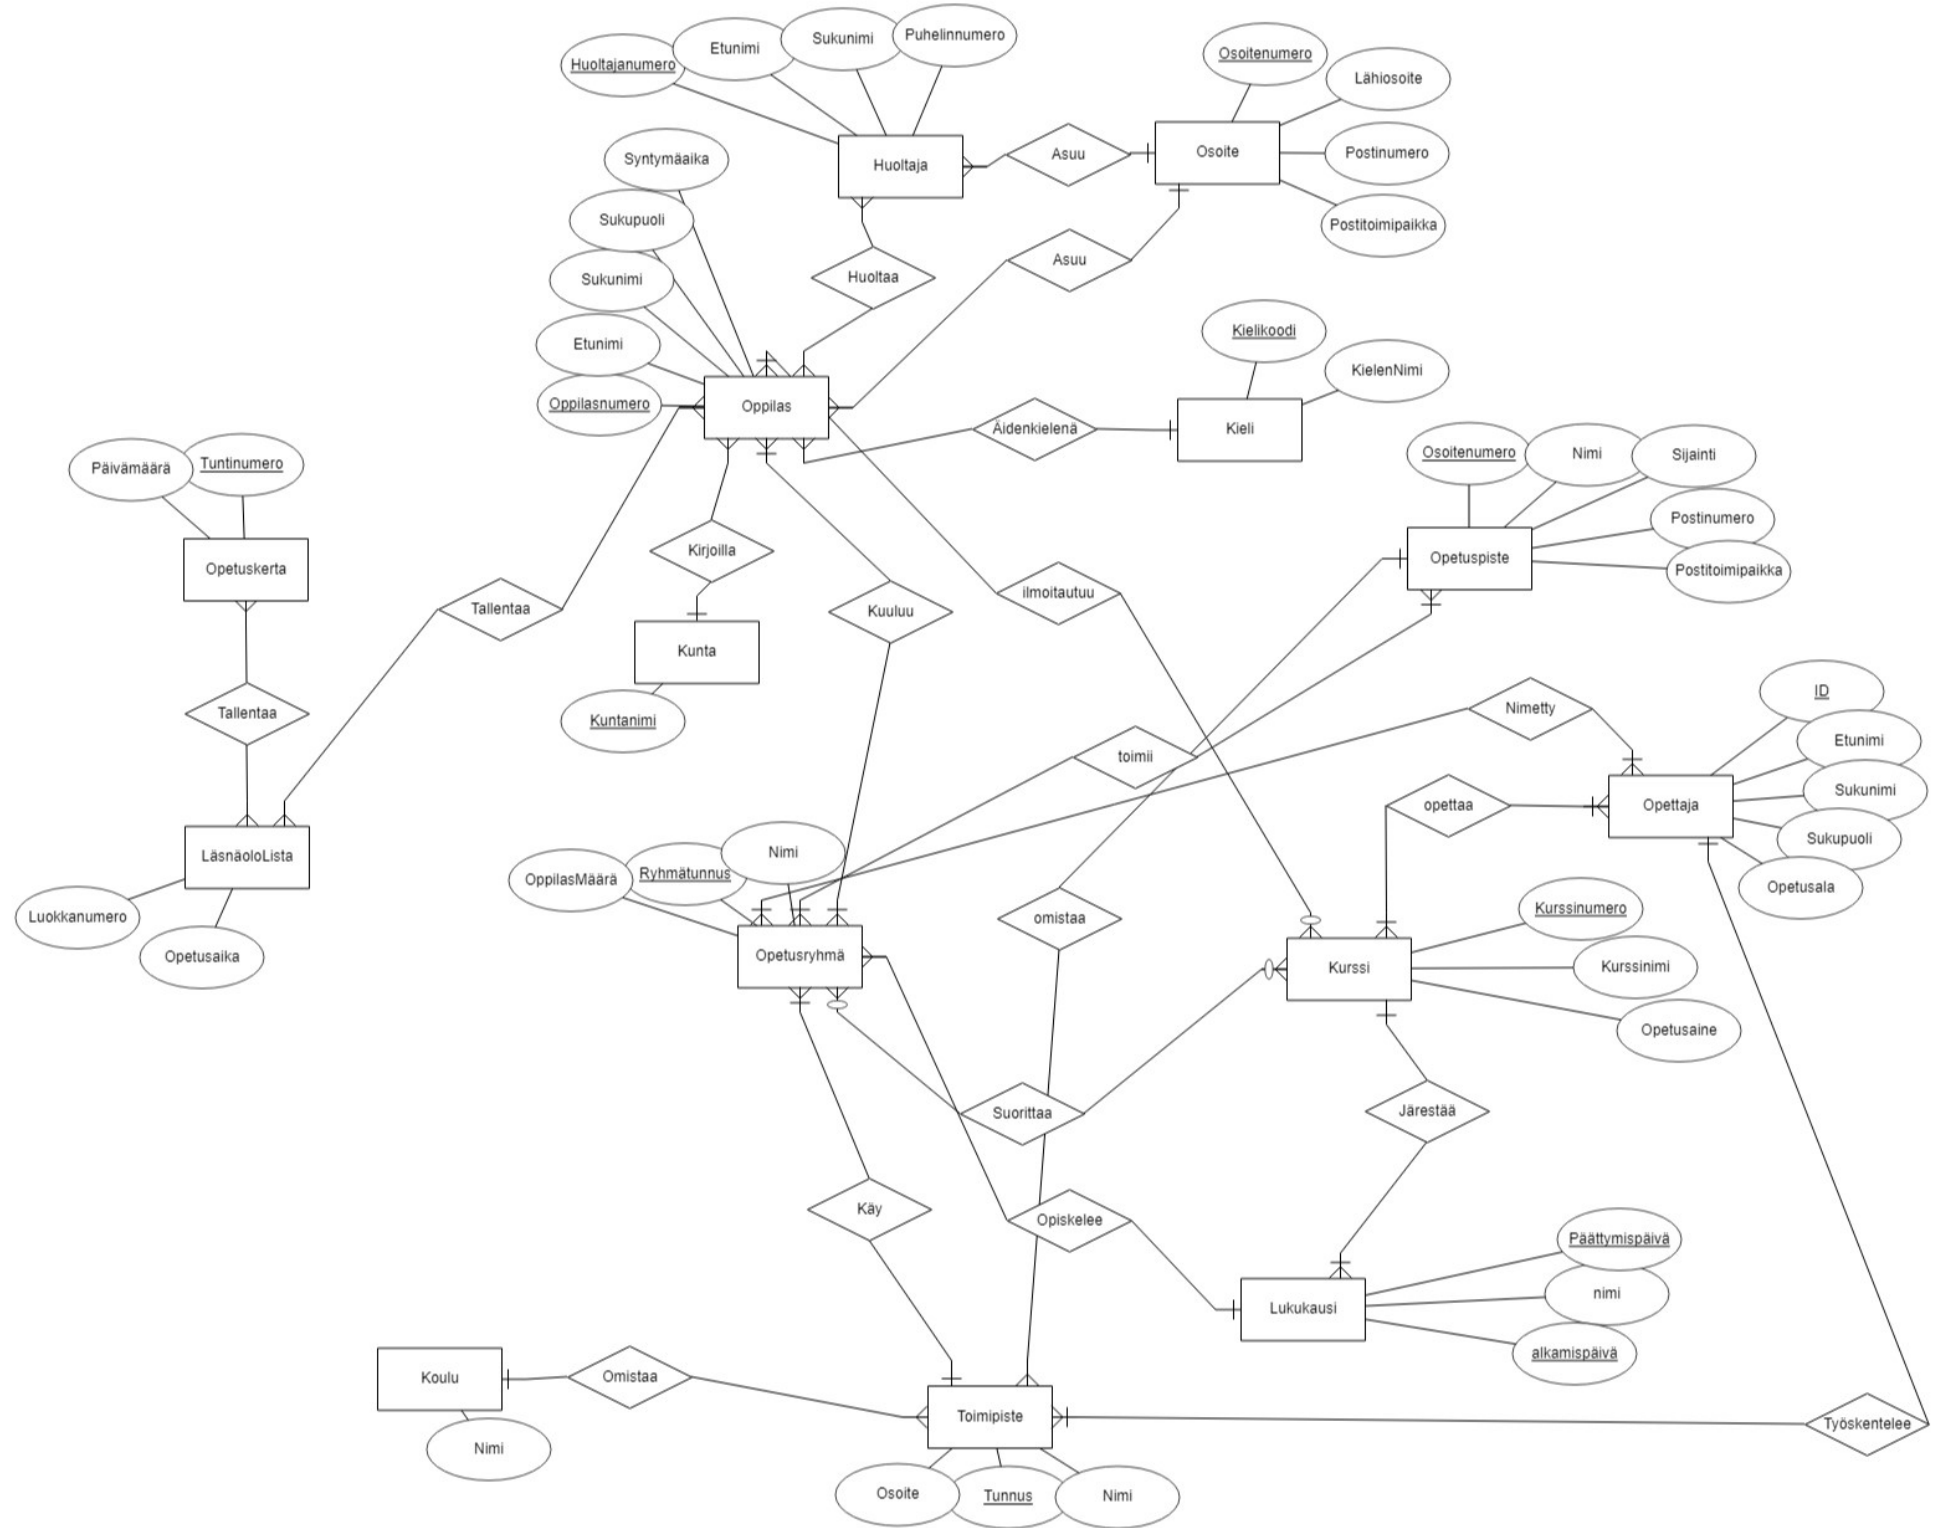 Huoltajanumero
Etunimi
Sukunimi
Puhelinnumero
Osoitenumero
Lähiosoite
Postinumero
Postitoimipaikka
Huoltaja
Asuu
Osoite
Syntymäaika
Sukupuoli
Sukunimi
Etunimi
Oppilasnumero
Huoltaa
Asuu
Oppilas
Kielikoodi
KielenNimi
Äidenkielenä
Kieli
Päivämäärä
Tuntinumero
Opetuskerta
Tallentaa
Tallentaa
LäsnäoloLista
Luokkanumero
Opetusaika
Kirjoilla
Kunta
Kuntanimi
Kuuluu
ilmoitautuu
Osoitenumero
Nimi
Sijainti
Postinumero
Postitoimipaikka
Opetuspiste
toimii
Nimetty
opettaa
ID
Etunimi
Sukunimi
Sukupuoli
Opetusala
Opettaja
OppilasMäärä
Ryhmätunnus
Nimi
Opetusryhmä
omistaa
Kurssi
Kurssinumero
Kurssinimi
Opetusaine
Suorittaa
Järestää
Käy
Opiskelee
Lukukausi
Päättymispäivä
nimi
alkamispäivä
Koulu
Nimi
Omistaa
Toimipiste
Osoite
Tunnus
Nimi
Työskentelee